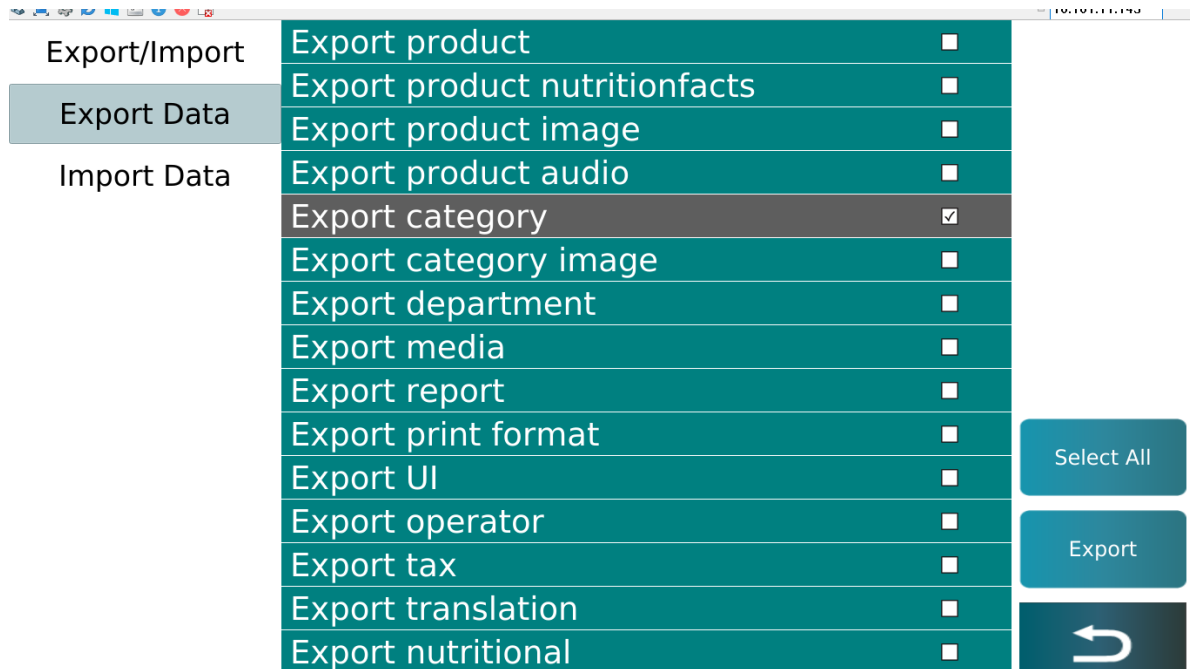 Export/Import
Export Data
Import Data
Export product
Export product nutritionfacts
Export product image
Export product audio
Export category
Export category image
Export department
Export media
Export report
Export print format
Export UI
Export operator
Export tax
Export translation
Export nutritional
Select All
Export